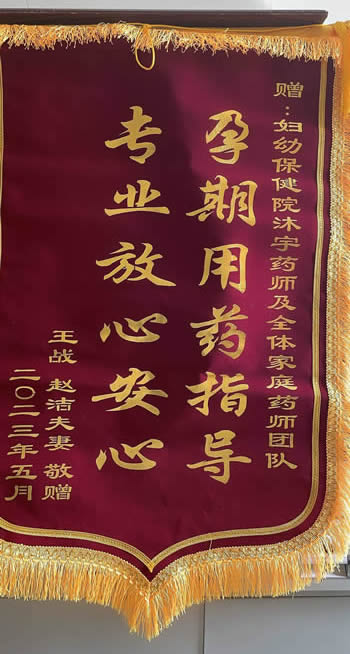 赠：妇幼保健院沐宇药师及全体家庭药师团队
孕期用药指导
专业放心安心
王战 赵洁夫妻 敬赠
二〇二三年五月